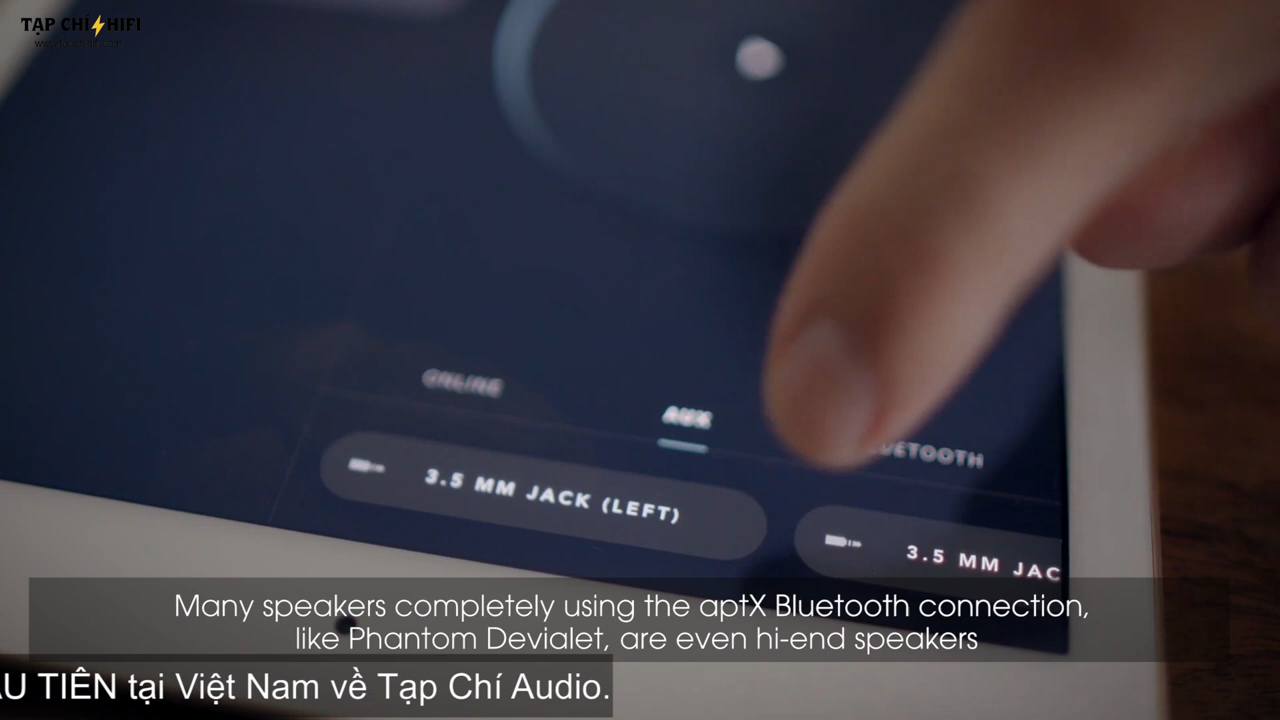 TẠP CHÍ HIFI
ONLINE
AUX
3.5 MM JACK (LEFT)
3.5 MM JAC
Many speakers completely using the aptX Bluetooth connection,
like Phantom Devialet, are even hi-end speakers
TIÊN tại Việt Nam về Tạp Chí Audio.